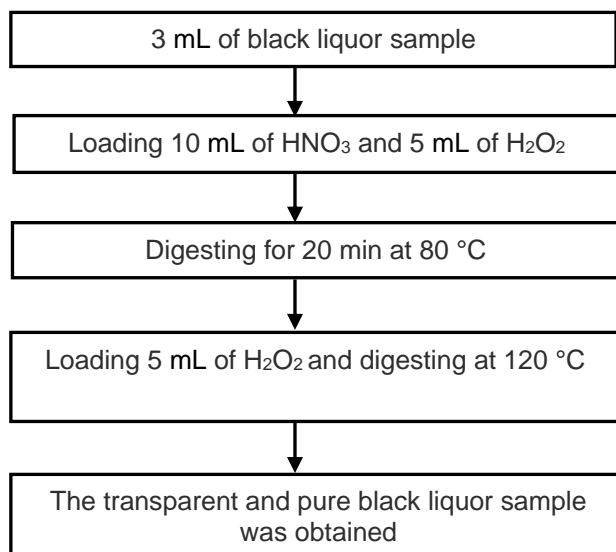 3 mL of black liquor sample
Loading 10 mL of HNO₃ and 5 mL of H₂O₂
Digesting for 20 min at 80 °C
Loading 5 mL of H₂O₂ and digesting at 120 °C
The transparent and pure black liquor sample
was obtained